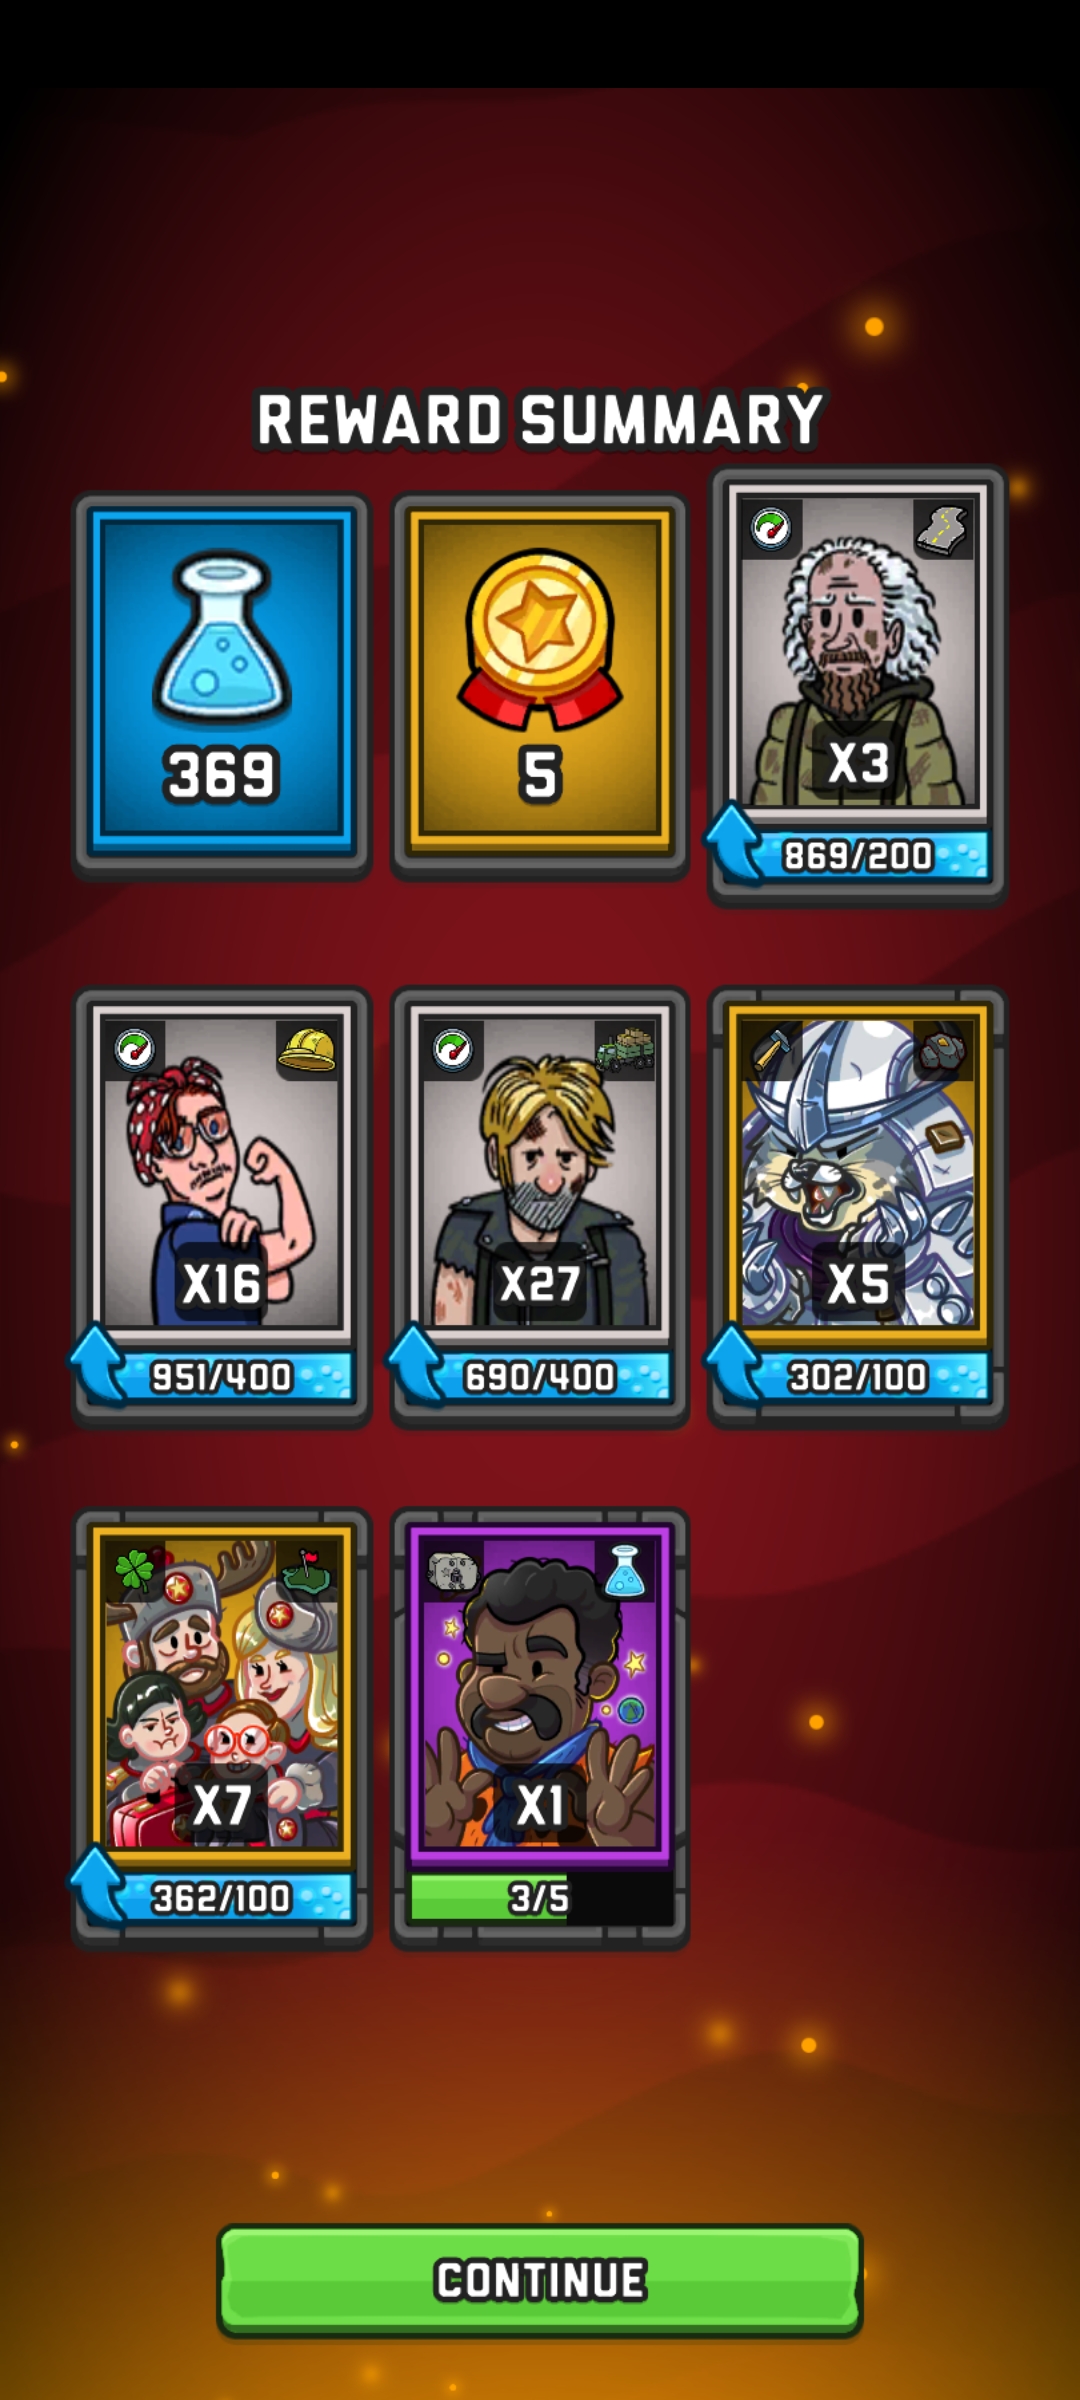 REWARD SUMMARY
369
5
X3
869/200
X16
951/400
X27
690/400
X5
302/100
X7
362/100
X1
3/5
CONTINUE